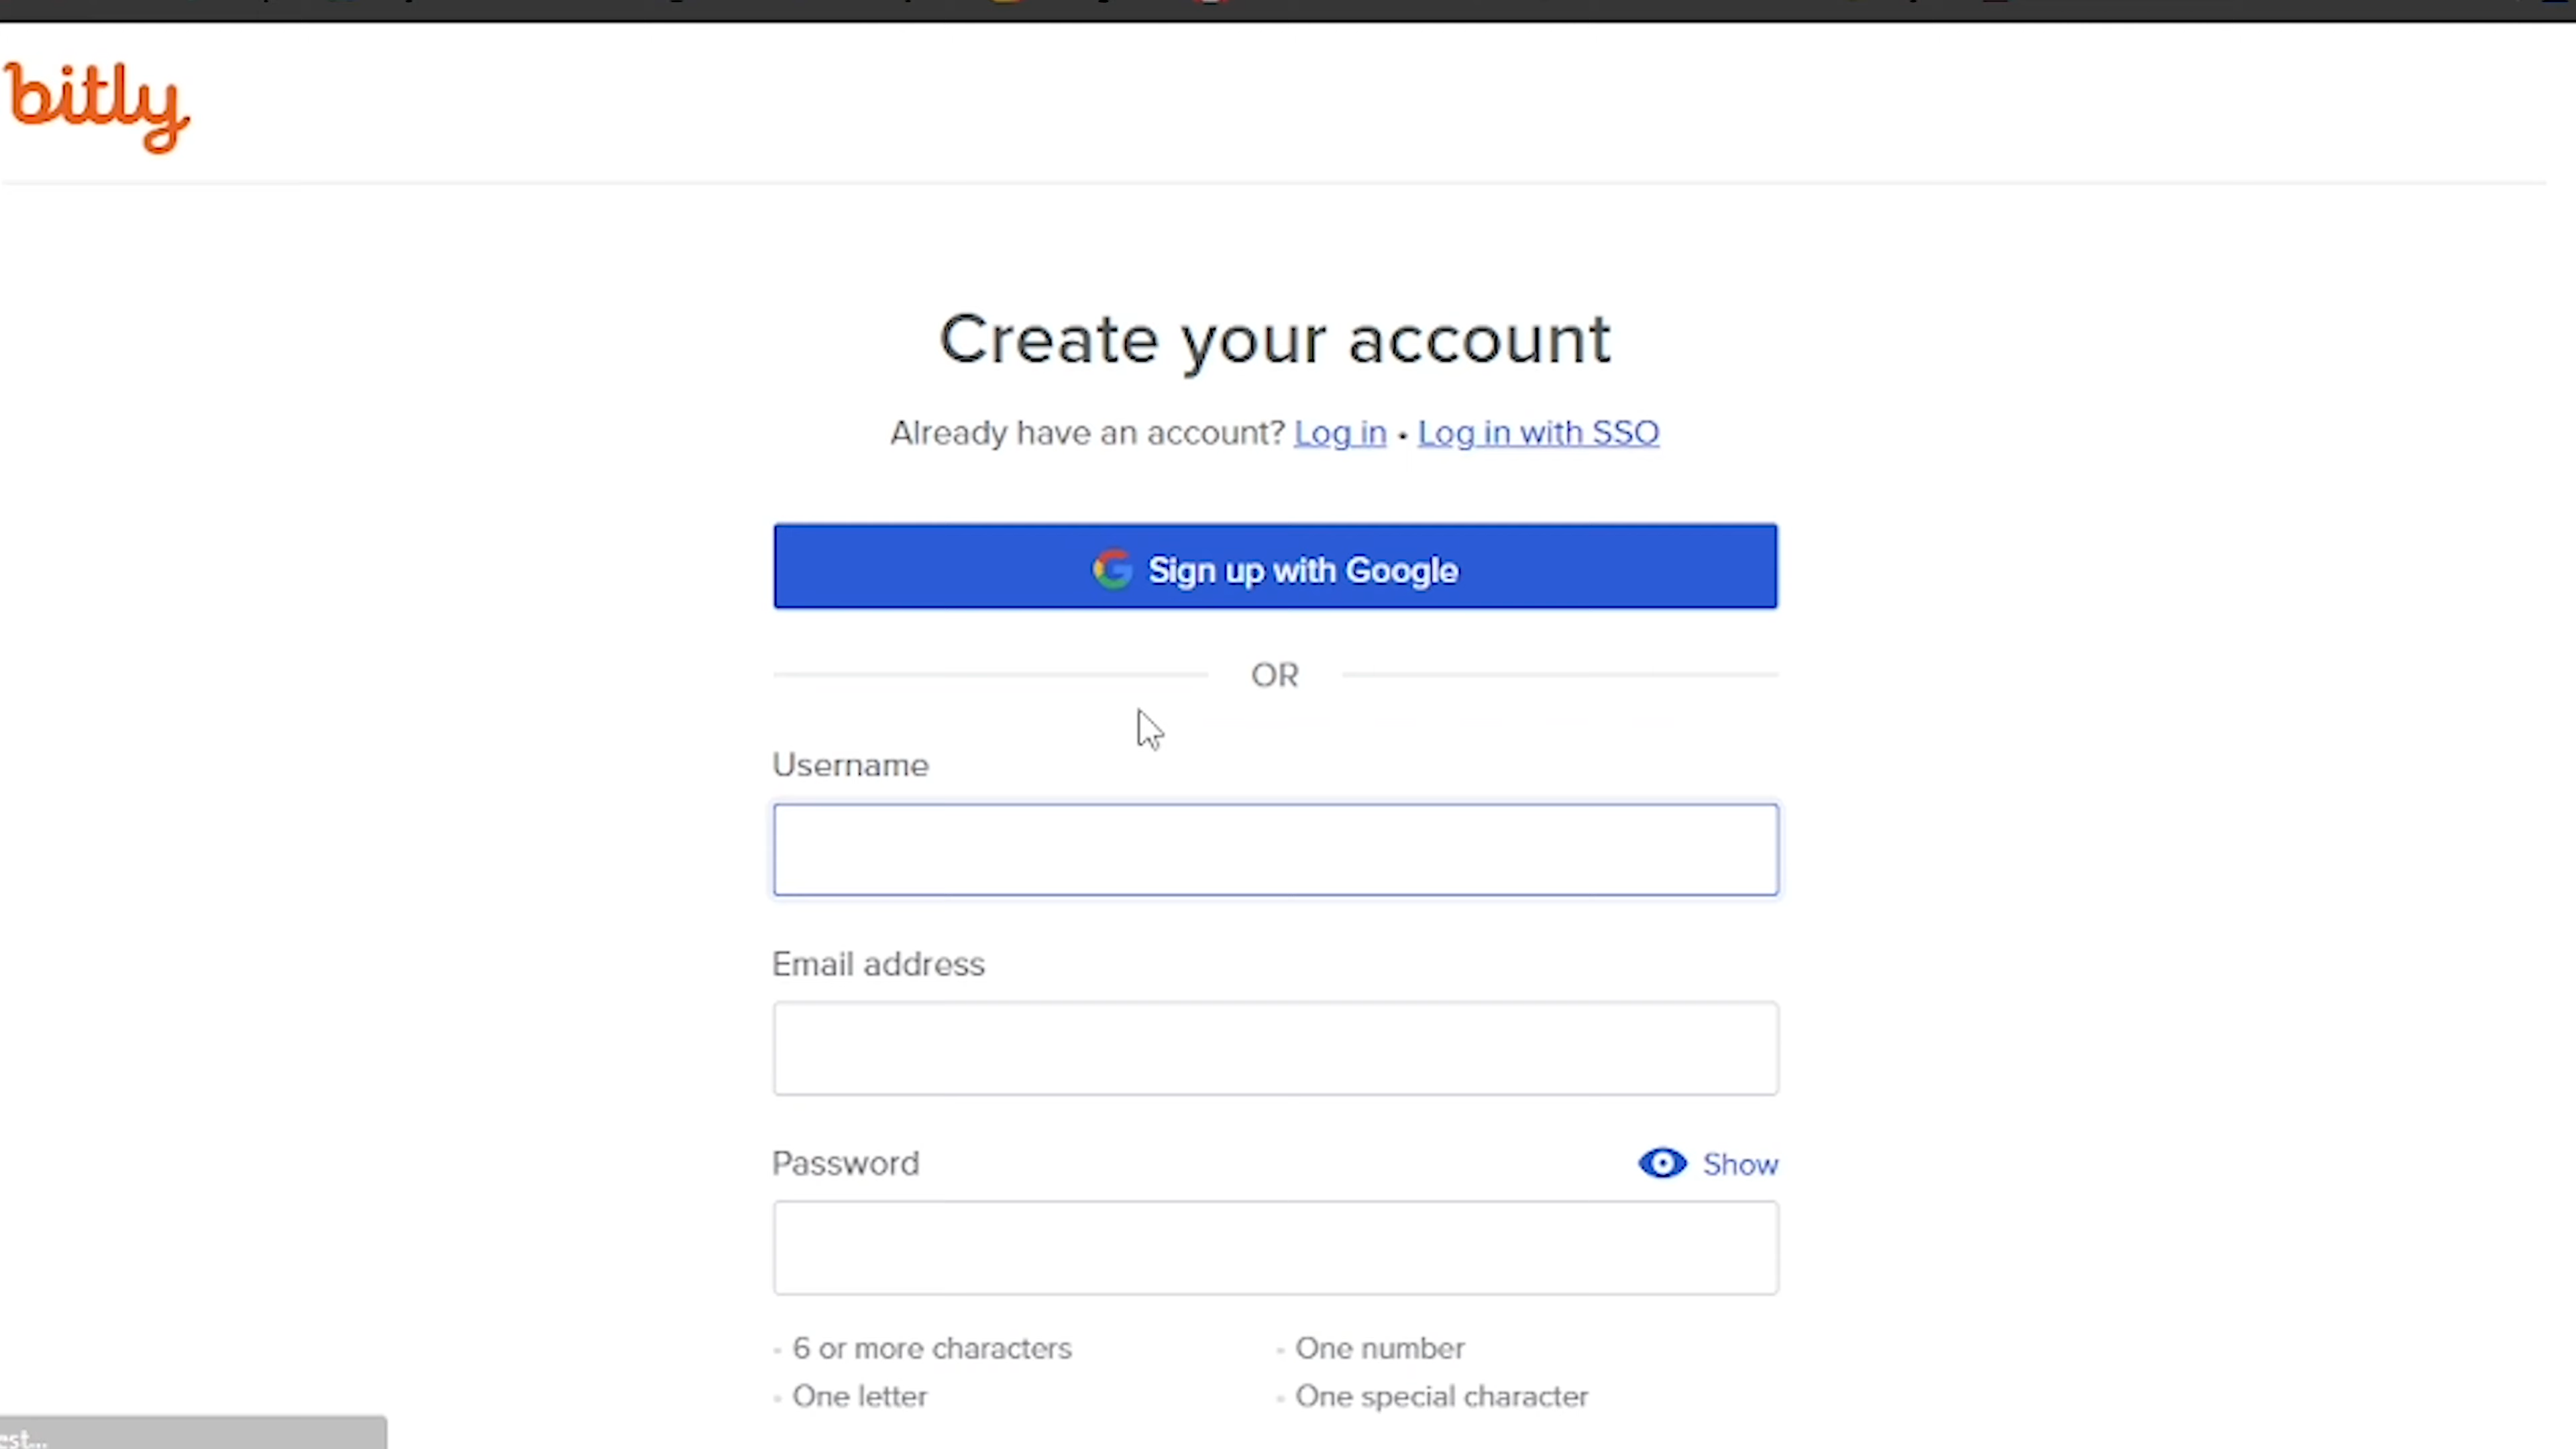 bitly
Create your account
Already have an account? Log in • Log in with SSO
Sign up with Google
OR
Username
Email address
Password
Show
- 6 or more characters
- One number
- One letter
- One special character
est...